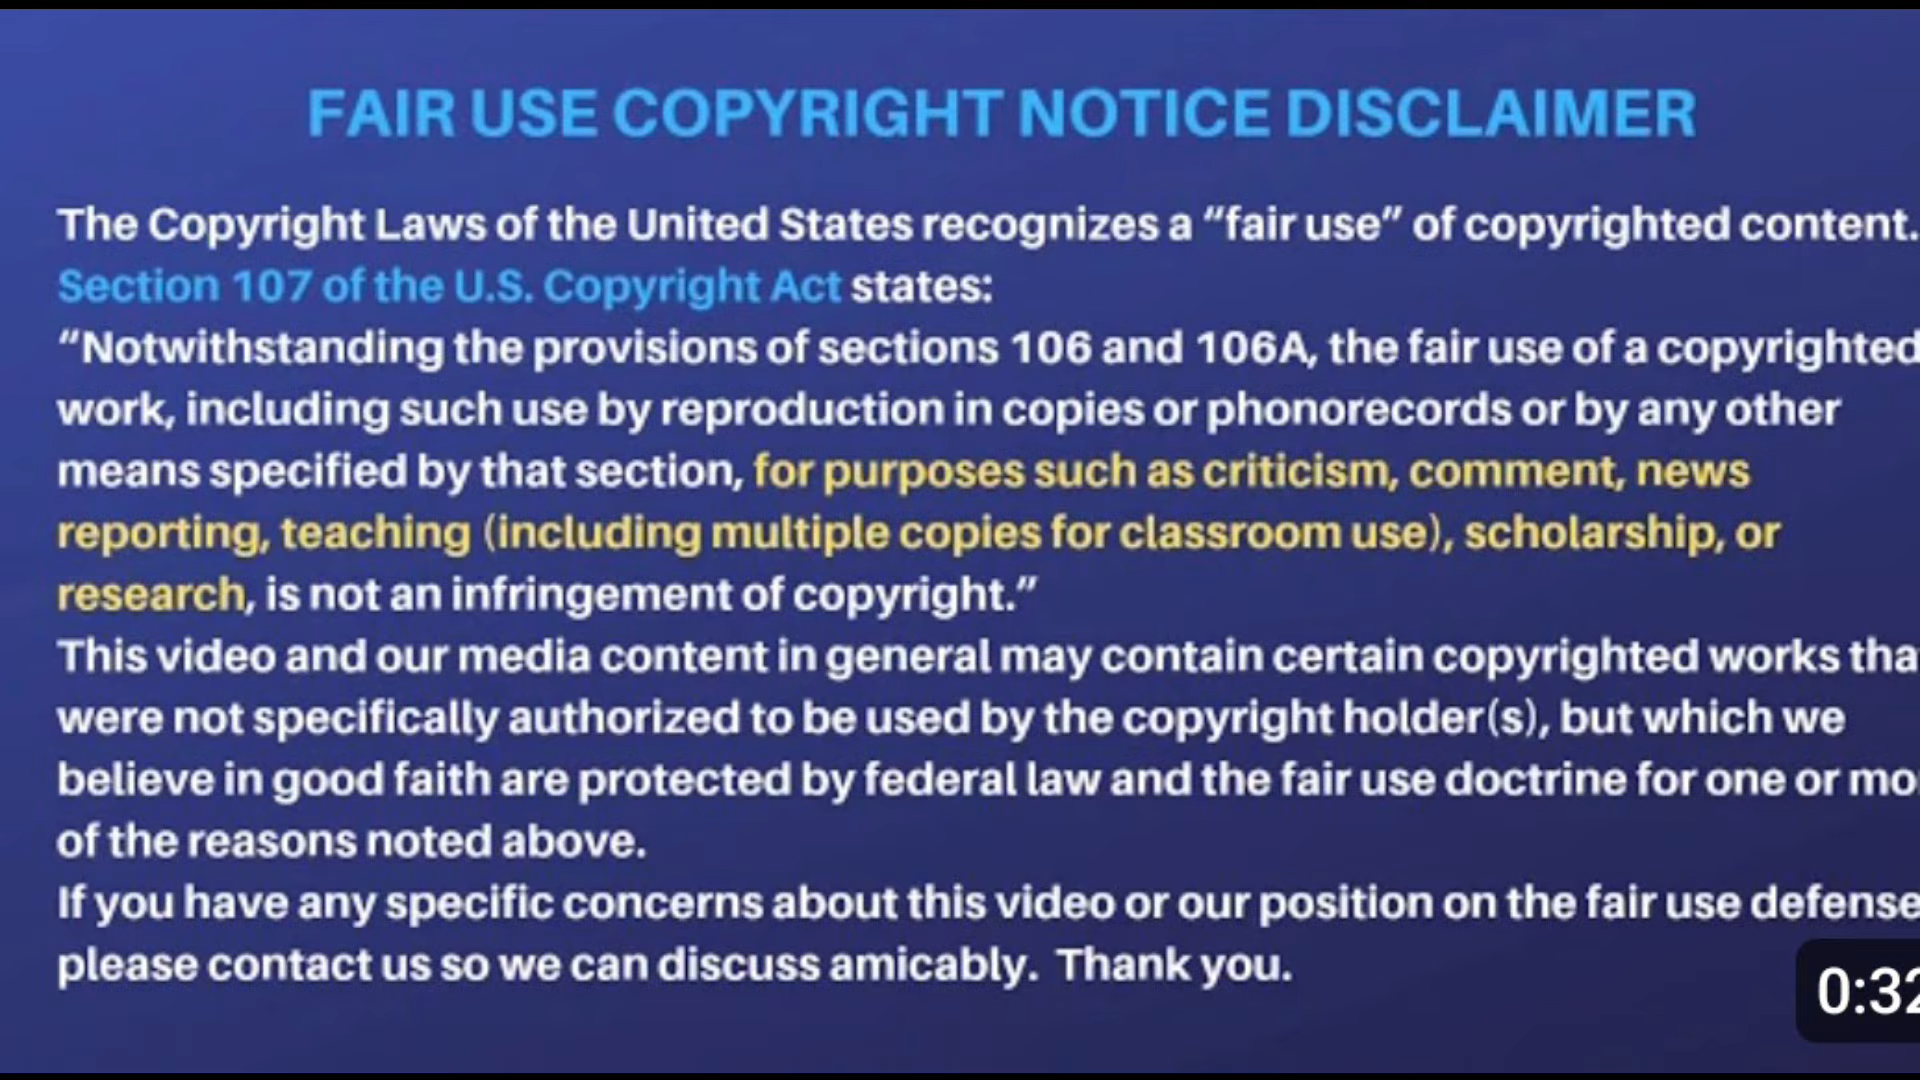 FAIR USE COPYRIGHT NOTICE DISCLAIMER
The Copyright Laws of the United States recognizes a “fair use” of copyrighted content.
Section 107 of the U.S. Copyright Act states:
“Notwithstanding the provisions of sections 106 and 106A, the fair use of a copyrighted
work, including such use by reproduction in copies or phonorecords or by any other
means specified by that section, for purposes such as criticism, comment, news
reporting, teaching (including multiple copies for classroom use), scholarship, or
research, is not an infringement of copyright.”
This video and our media content in general may contain certain copyrighted works tha
were not specifically authorized to be used by the copyright holder(s), but which we
believe in good faith are protected by federal law and the fair use doctrine for one or mo
of the reasons noted above.
If you have any specific concerns about this video or our position on the fair use defense
please contact us so we can discuss amicably. Thank you.
0:32